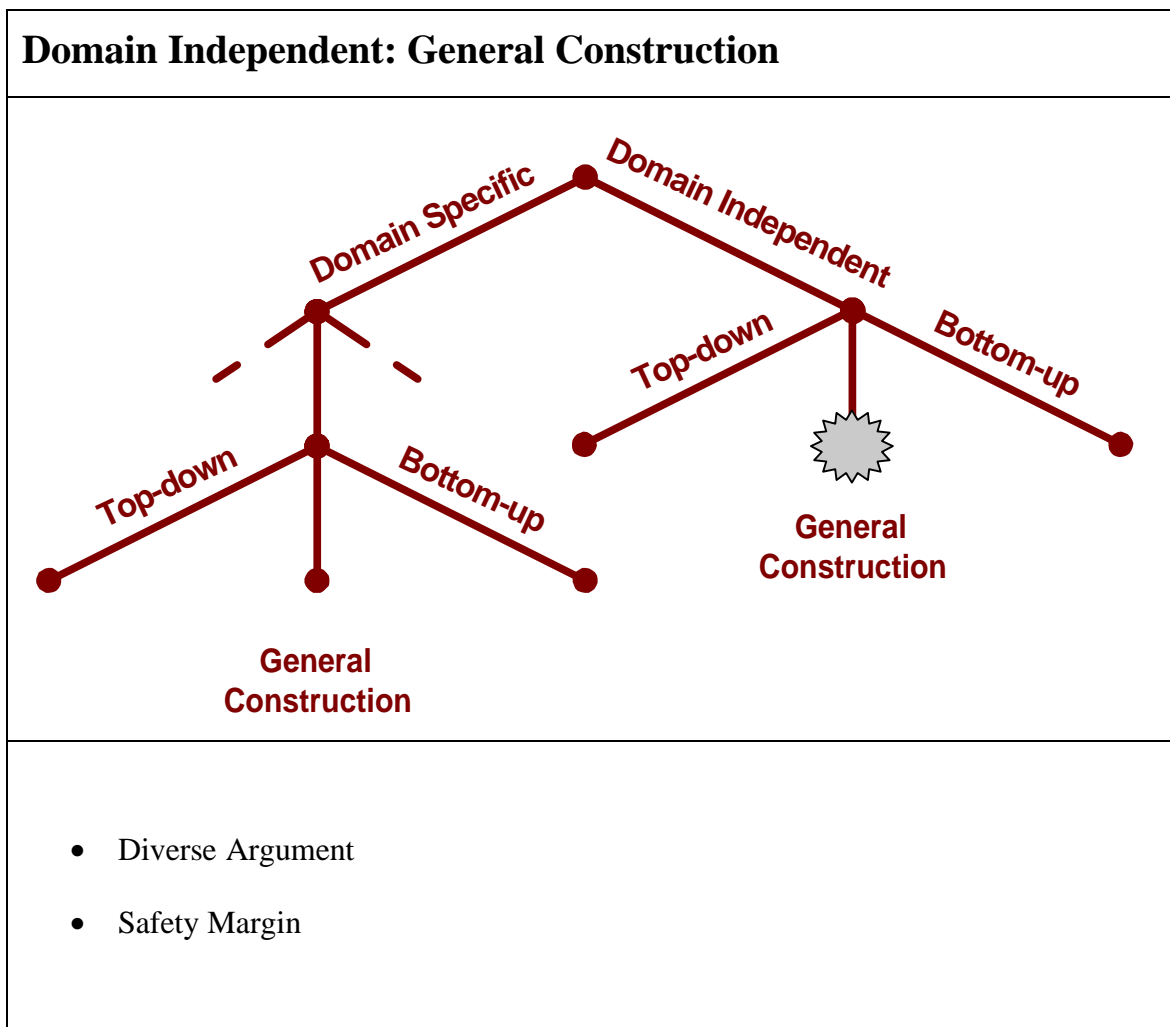 Domain Independent: General Construction
Domain Specific
Domain Independent
Top-down
Bottom-up
Top-down
Bottom-up
General
Construction
General
Construction
• Diverse Argument
• Safety Margin